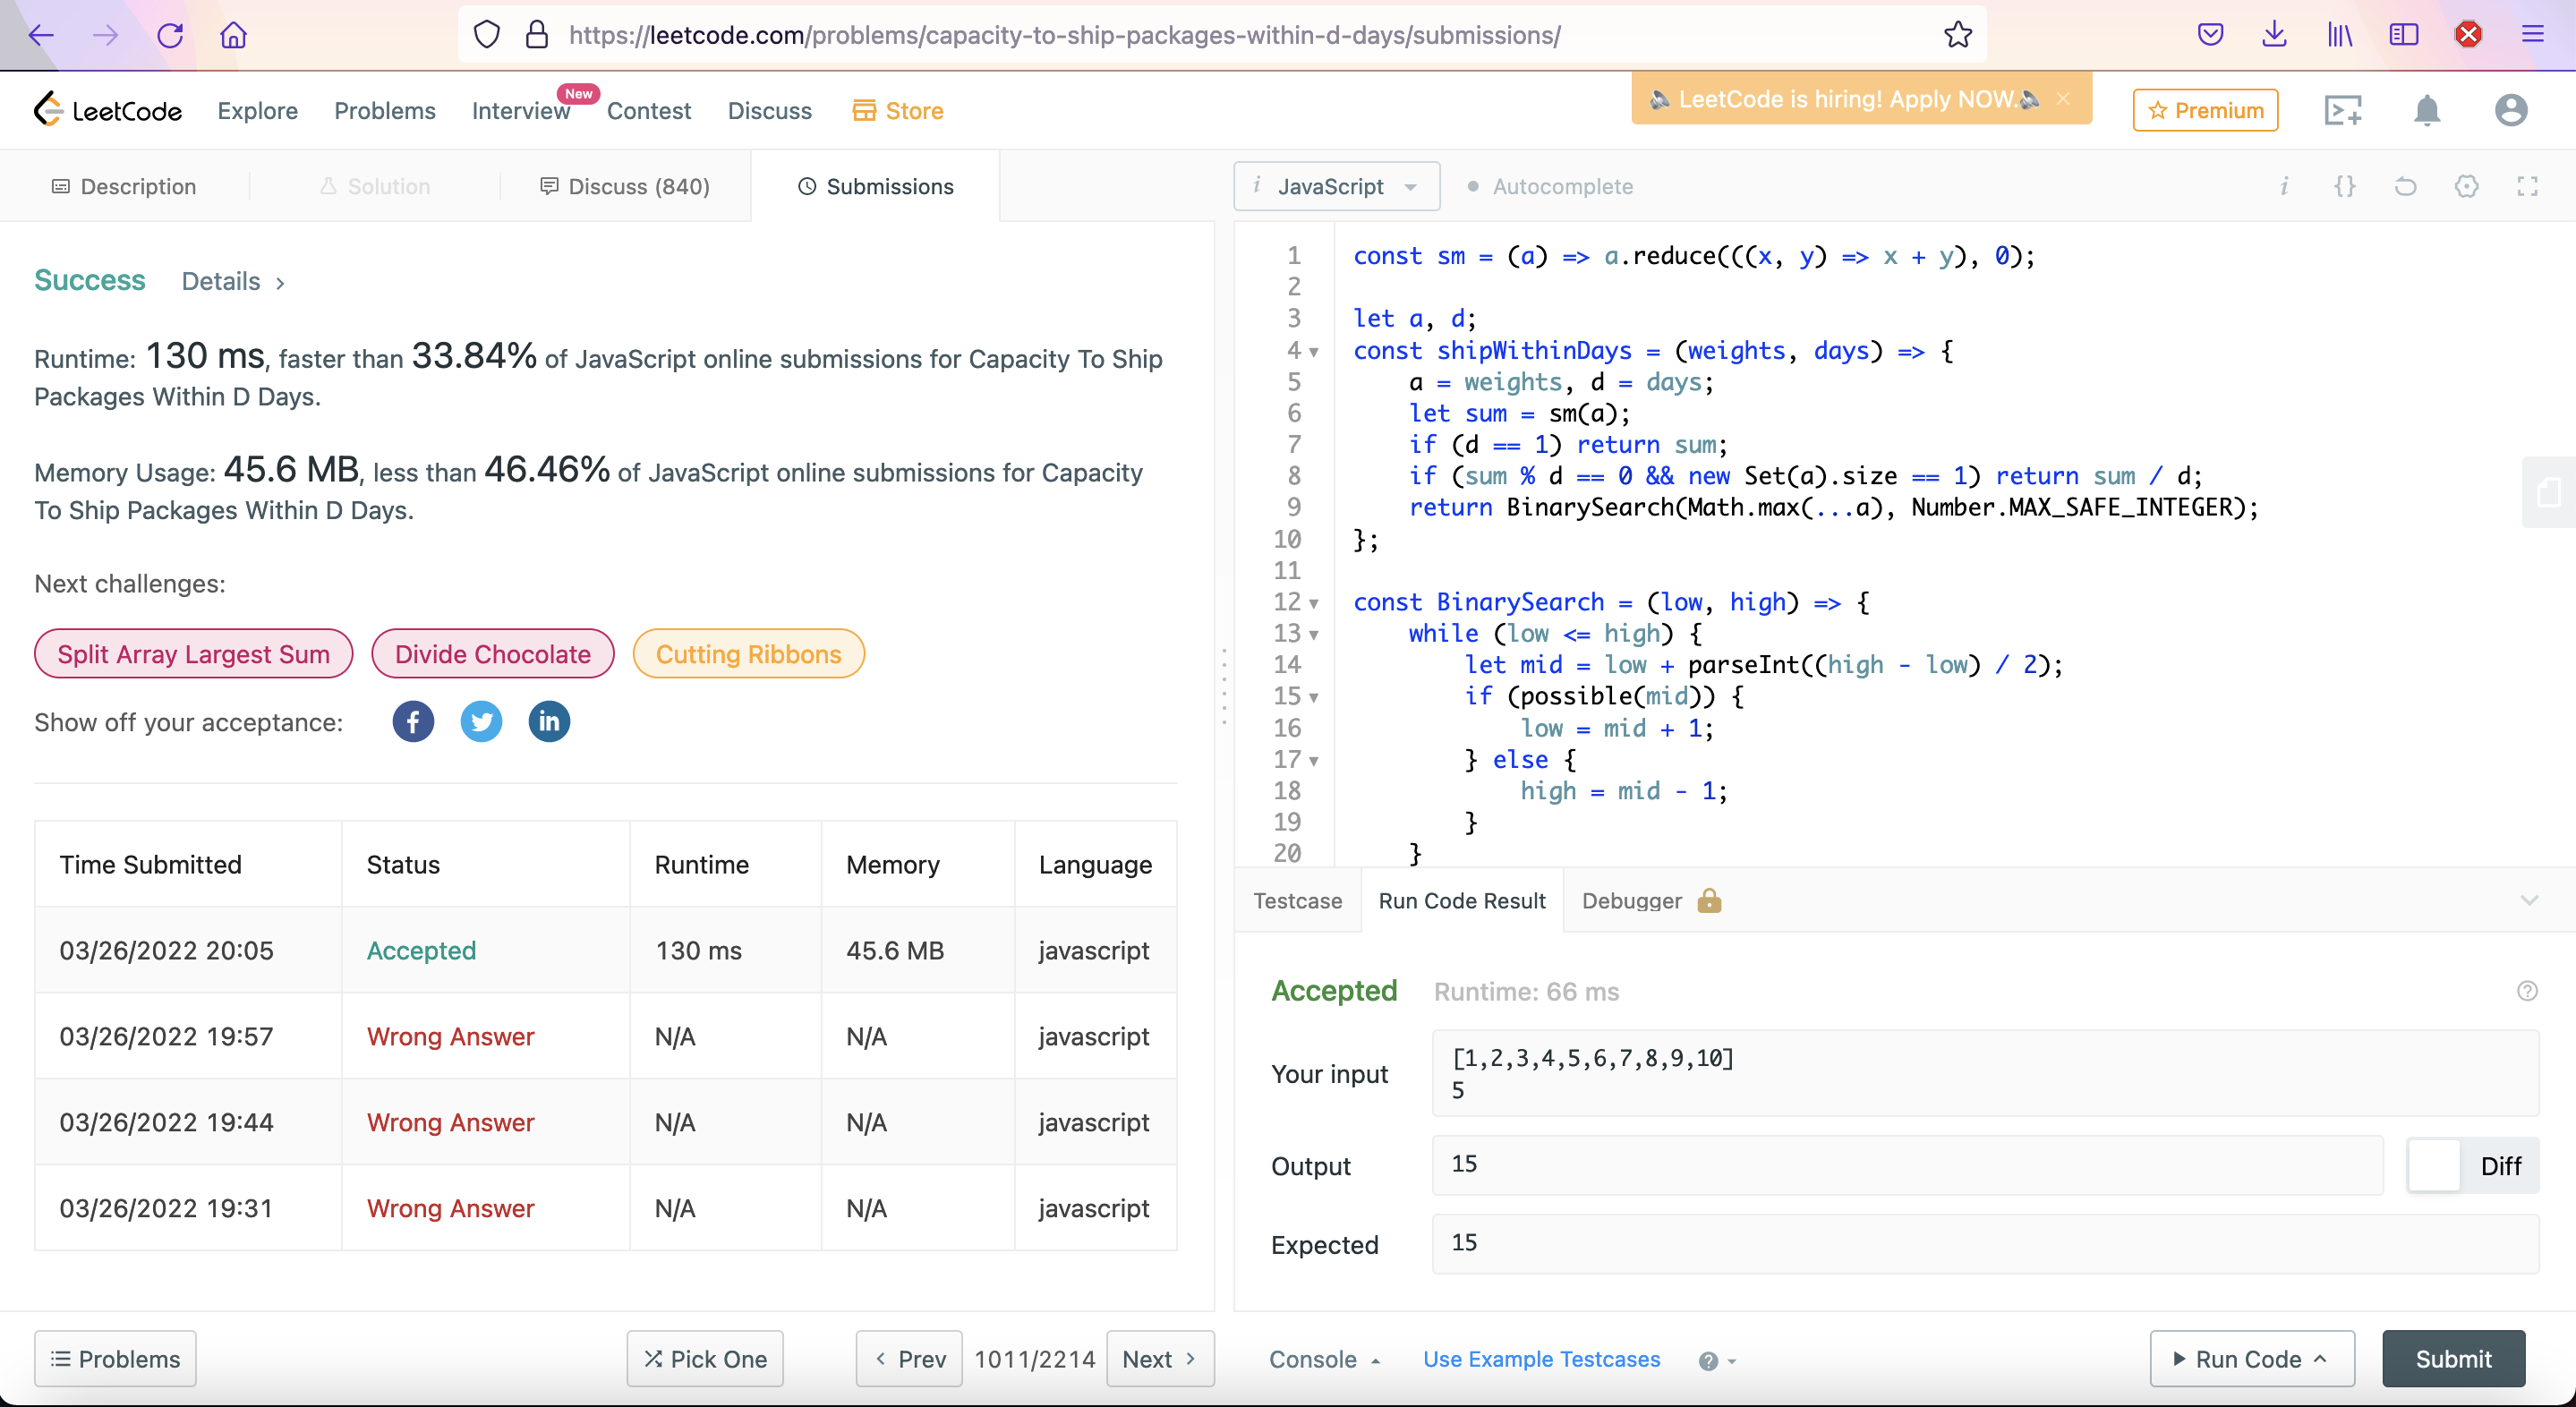 https://leetcode.com/problems/capacity-to-ship-packages-within-d-days/submissions/
LeetCode
Explore
Problems
Interview
New
Contest
Discuss
Store
LeetCode is hiring! Apply NOW.
Premium
Description
Solution
Discuss (840)
Submissions
i JavaScript
Autocomplete
Success
Details
Runtime: 130 ms, faster than 33.84% of JavaScript online submissions for Capacity To Ship
Packages Within D Days.
Memory Usage: 45.6 MB, less than 46.46% of JavaScript online submissions for Capacity
To Ship Packages Within D Days.
Next challenges:
Split Array Largest Sum
Divide Chocolate
Cutting Ribbons
Show off your acceptance:
Time Submitted Status Runtime Memory Language
03/26/2022 20:05 Accepted 130 ms 45.6 MB javascript
03/26/2022 19:57 Wrong Answer N/A N/A javascript
03/26/2022 19:44 Wrong Answer N/A N/A javascript
03/26/2022 19:31 Wrong Answer N/A N/A javascript
1 const sm = (a) => a.reduce(((x, y) => x + y), 0);
2
3 let a, d;
4 const shipWithinDays = (weights, days) => {
5 a = weights, d = days;
6 let sum = sm(a);
7 if (d == 1) return sum;
8 if (sum % d == 0 && new Set(a).size == 1) return sum / d;
9 return BinarySearch(Math.max(...a), Number.MAX_SAFE_INTEGER);
10 };
11
12 const BinarySearch = (low, high) => {
13 while (low <= high) {
14 let mid = low + parseInt((high - low) / 2);
15 if (possible(mid)) {
16 low = mid + 1;
17 } else {
18 high = mid - 1;
19 }
20 }
Testcase
Run Code Result
Debugger
Accepted
Runtime: 66 ms
Your input
[1,2,3,4,5,6,7,8,9,10]
5
Output
15
Diff
Expected
15
Problems
Pick One
Prev
1011/2214
Next
Console
Use Example Testcases
Run Code
Submit